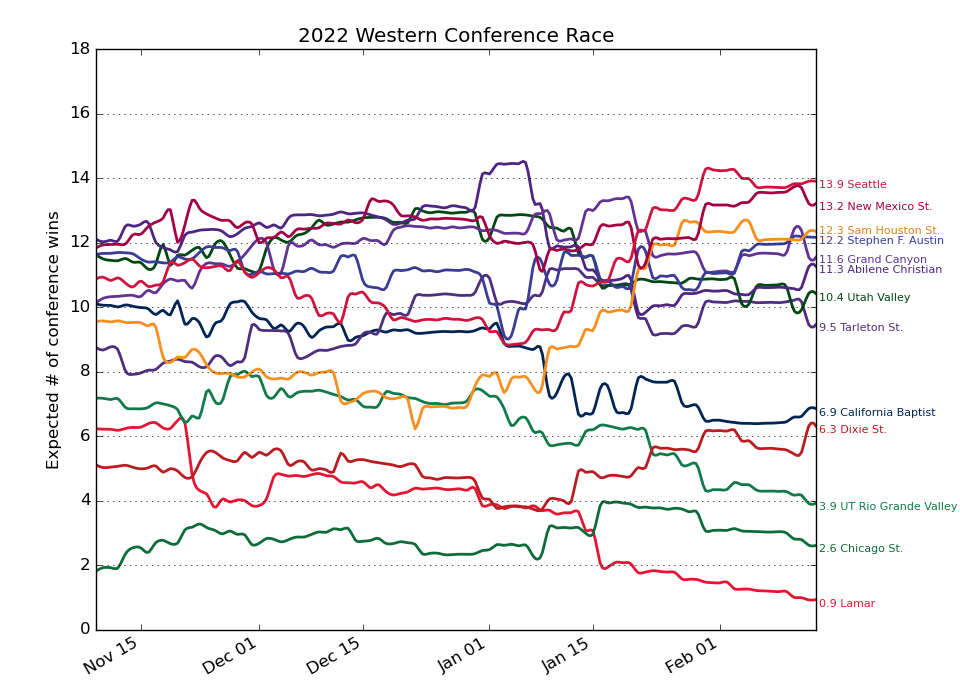 2022 Western Conference Race
Expected # of conference wins
18
16
14
12
10
8
6
4
2
0
Nov 15
Dec 01
Dec 15
Jan 01
Jan 15
Feb 01
13.9 Seattle
13.2 New Mexico St.
12.3 Sam Houston St.
12.2 Stephen F. Austin
11.6 Grand Canyon
11.3 Abilene Christian
10.4 Utah Valley
9.5 Tarleton St.
6.9 California Baptist
6.3 Dixie St.
3.9 UT Rio Grande Valley
2.6 Chicago St.
0.9 Lamar